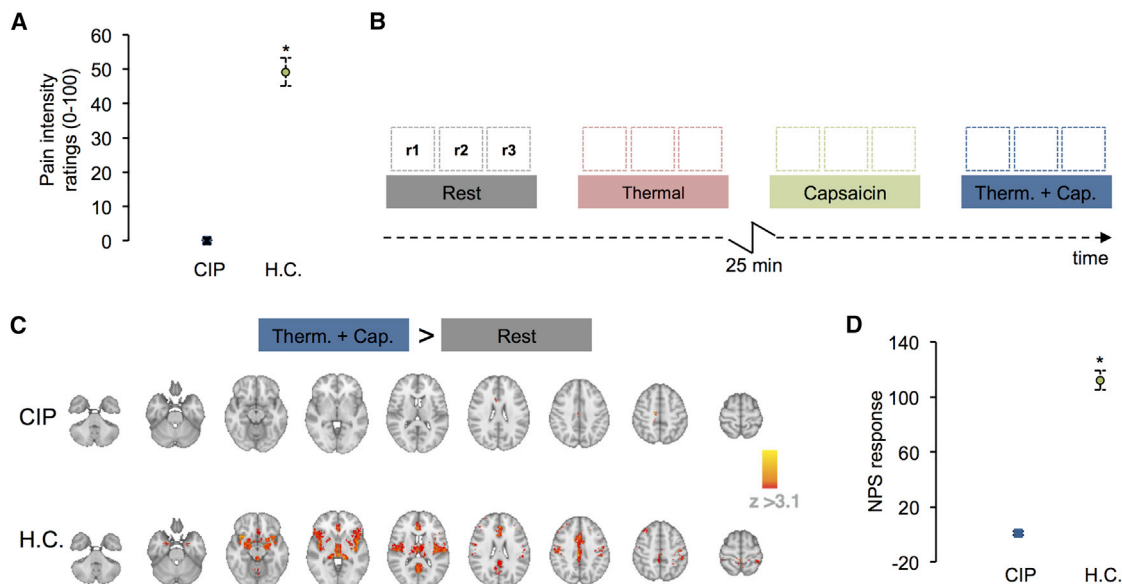 A
60
50
40
30
20
10
0
Pain intensity
ratings (0-100)
*
CIP
H.C.
B
r1 r2 r3
Rest
Thermal
Capsaicin
Therm. + Cap.
25 min
time
C
Therm. + Cap. > Rest
CIP
z >3.1
H.C.
D
140
100
60
20
-20
NPS response
*
CIP
H.C.